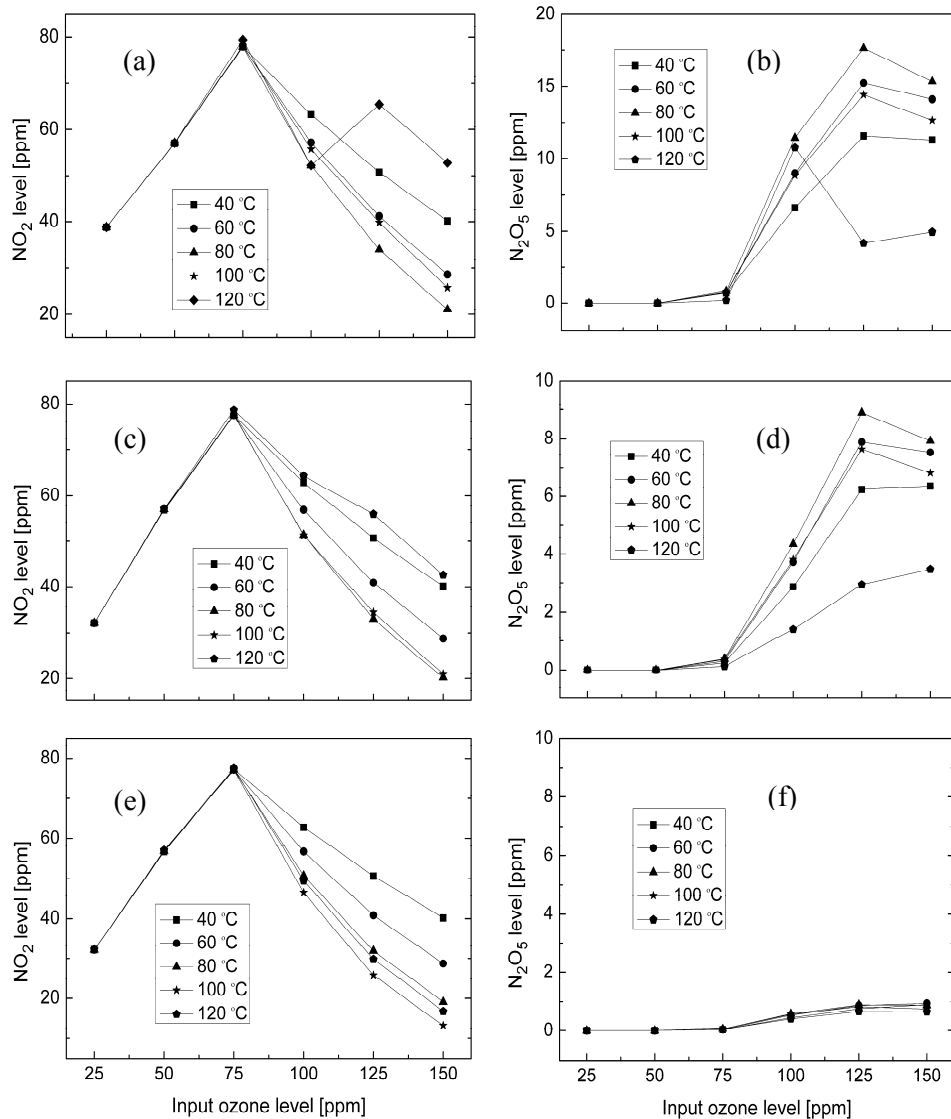 80
60
40
20
NO2 level [ppm]
(a)
40 °C
60 °C
80 °C
100 °C
120 °C
20
15
10
5
0
N2O5 level [ppm]
(b)
40 °C
60 °C
80 °C
100 °C
120 °C
80
60
40
20
NO2 level [ppm]
(c)
40 °C
60 °C
80 °C
100 °C
120 °C
10
8
6
4
2
0
N2O5 level [ppm]
(d)
40 °C
60 °C
80 °C
100 °C
120 °C
80
60
40
20
NO2 level [ppm]
(e)
40 °C
60 °C
80 °C
100 °C
120 °C
25 50 75 100 125 150
Input ozone level [ppm]
10
8
6
4
2
0
N2O5 level [ppm]
(f)
40 °C
60 °C
80 °C
100 °C
120 °C
25 50 75 100 125 150
Input ozone level [ppm]